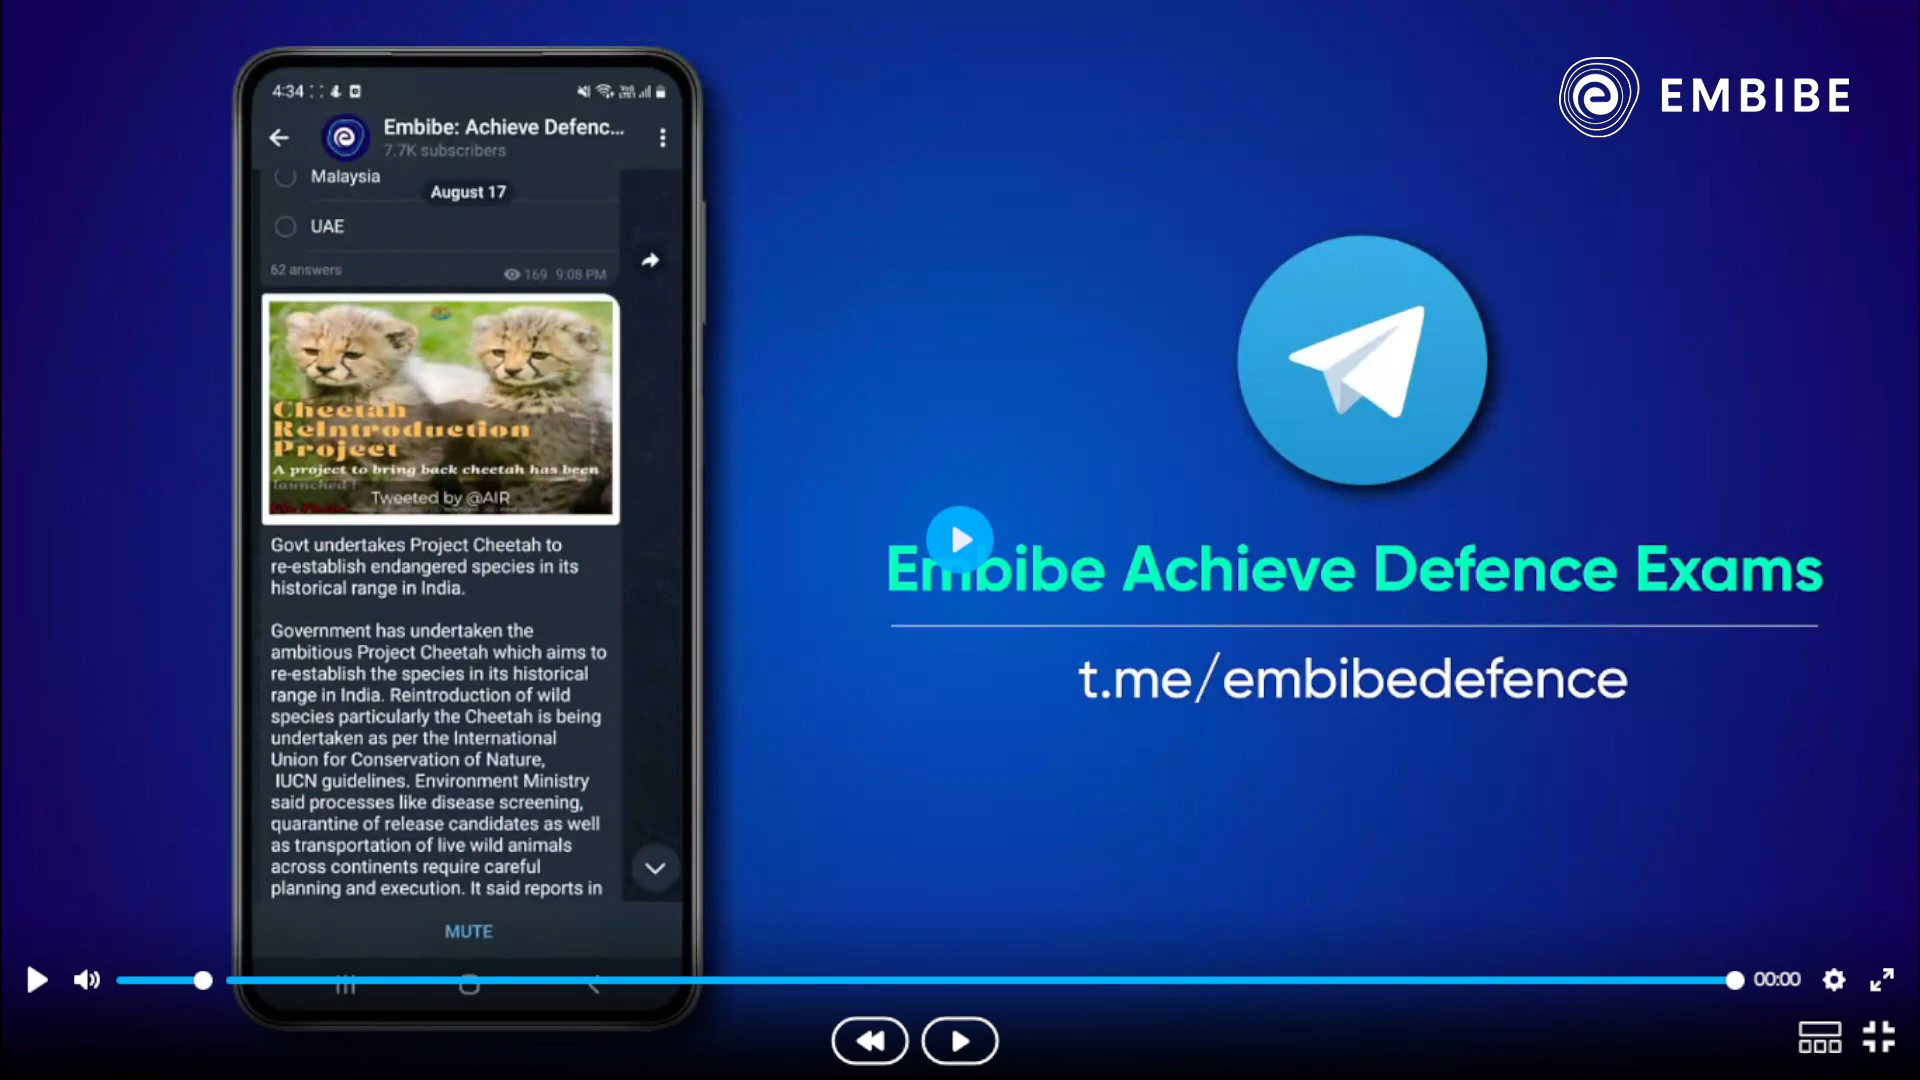 4:34
Embibe: Achieve Defenc...
7.7K subscribers
Malaysia
August 17
UAE
62 answers
169 9:08 PM
Cheetah
ReIntroduction
Project
A project to bring back cheetah has been
launched!
Tweeted by @AIR
Govt undertakes Project Cheetah to
re-establish endangered species in its
historical range in India.
Government has undertaken the
ambitious Project Cheetah which aims to
re-establish the species in its historical
range in India. Reintroduction of wild
species particularly the Cheetah is being
undertaken as per the International
Union for Conservation of Nature,
IUCN guidelines. Environment Ministry
said processes like disease screening,
quarantine of release candidates as well
as transportation of live wild animals
across continents require careful
planning and execution. It said reports in
MUTE
EMBIBE
Embibe Achieve Defence Exams
t.me/embibedefence
00:00